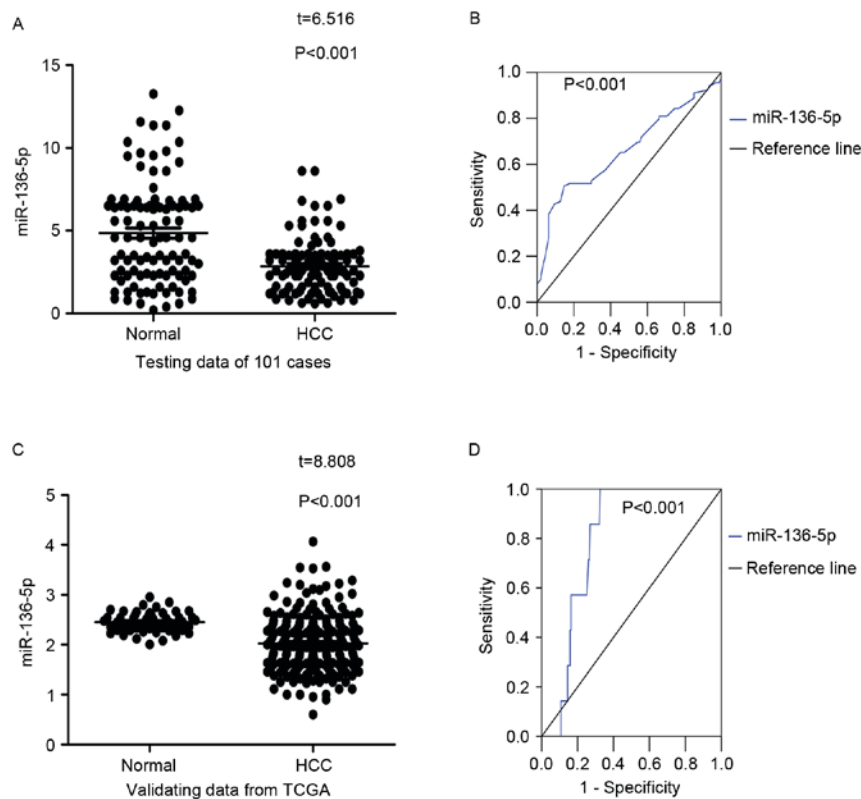 A
t=6.516
P<0.001
miR-136-5p
15
10
5
0
Normal HCC
Testing data of 101 cases
B
P<0.001
miR-136-5p
Reference line
Sensitivity
1.0
0.8
0.6
0.4
0.2
0.0
0.0 0.2 0.4 0.6 0.8 1.0
1 - Specificity
C
t=8.808
P<0.001
miR-136-5p
5
4
3
2
1
0
Normal HCC
Validating data from TCGA
D
P<0.001
miR-136-5p
Reference line
Sensitivity
1.0
0.8
0.6
0.4
0.2
0.0
0.0 0.2 0.4 0.6 0.8 1.0
1 - Specificity